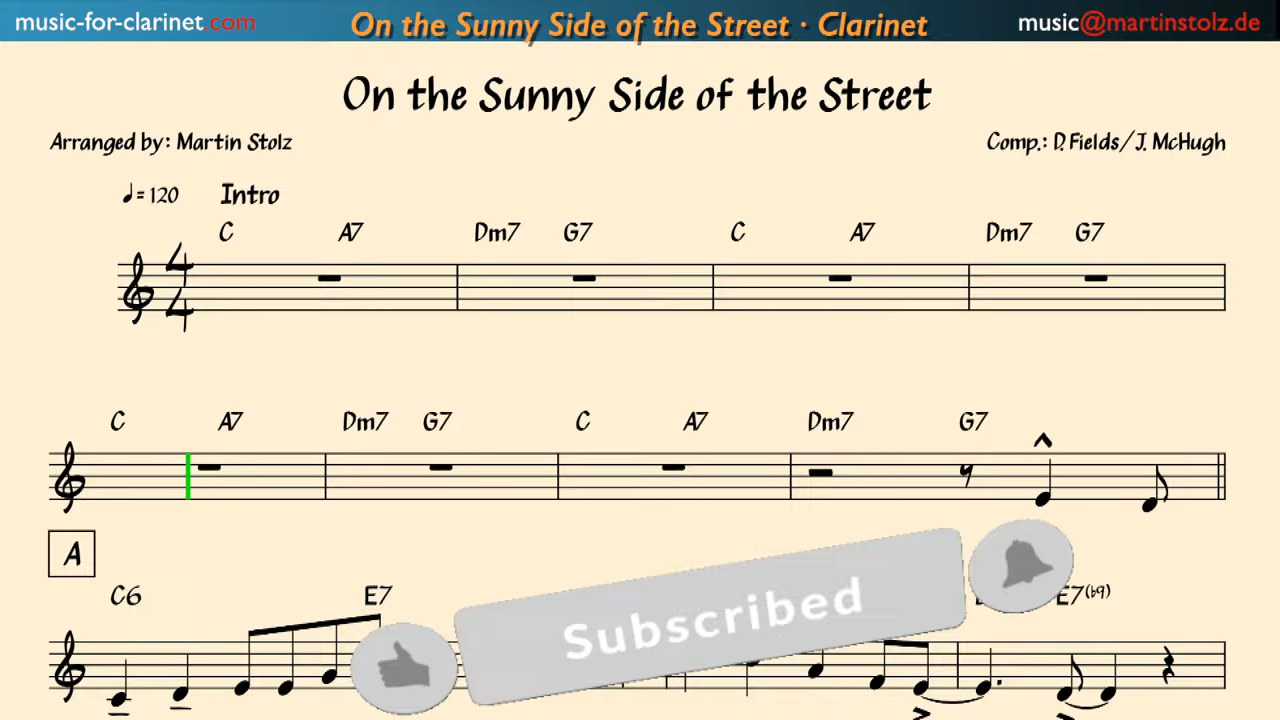 music-for-clarinet.com On the Sunny Side of the Street · Clarinet music@martinstolz.de
On the Sunny Side of the Street
Arranged by: Martin Stolz Comp.: D. Fields/J. McHugh
♩= 120 Intro
C A7 Dm7 G7 C A7 Dm7 G7
4
4
C A7 Dm7 G7 C A7 Dm7 G7
A
C6 E7 E7(b9)
Subscribed